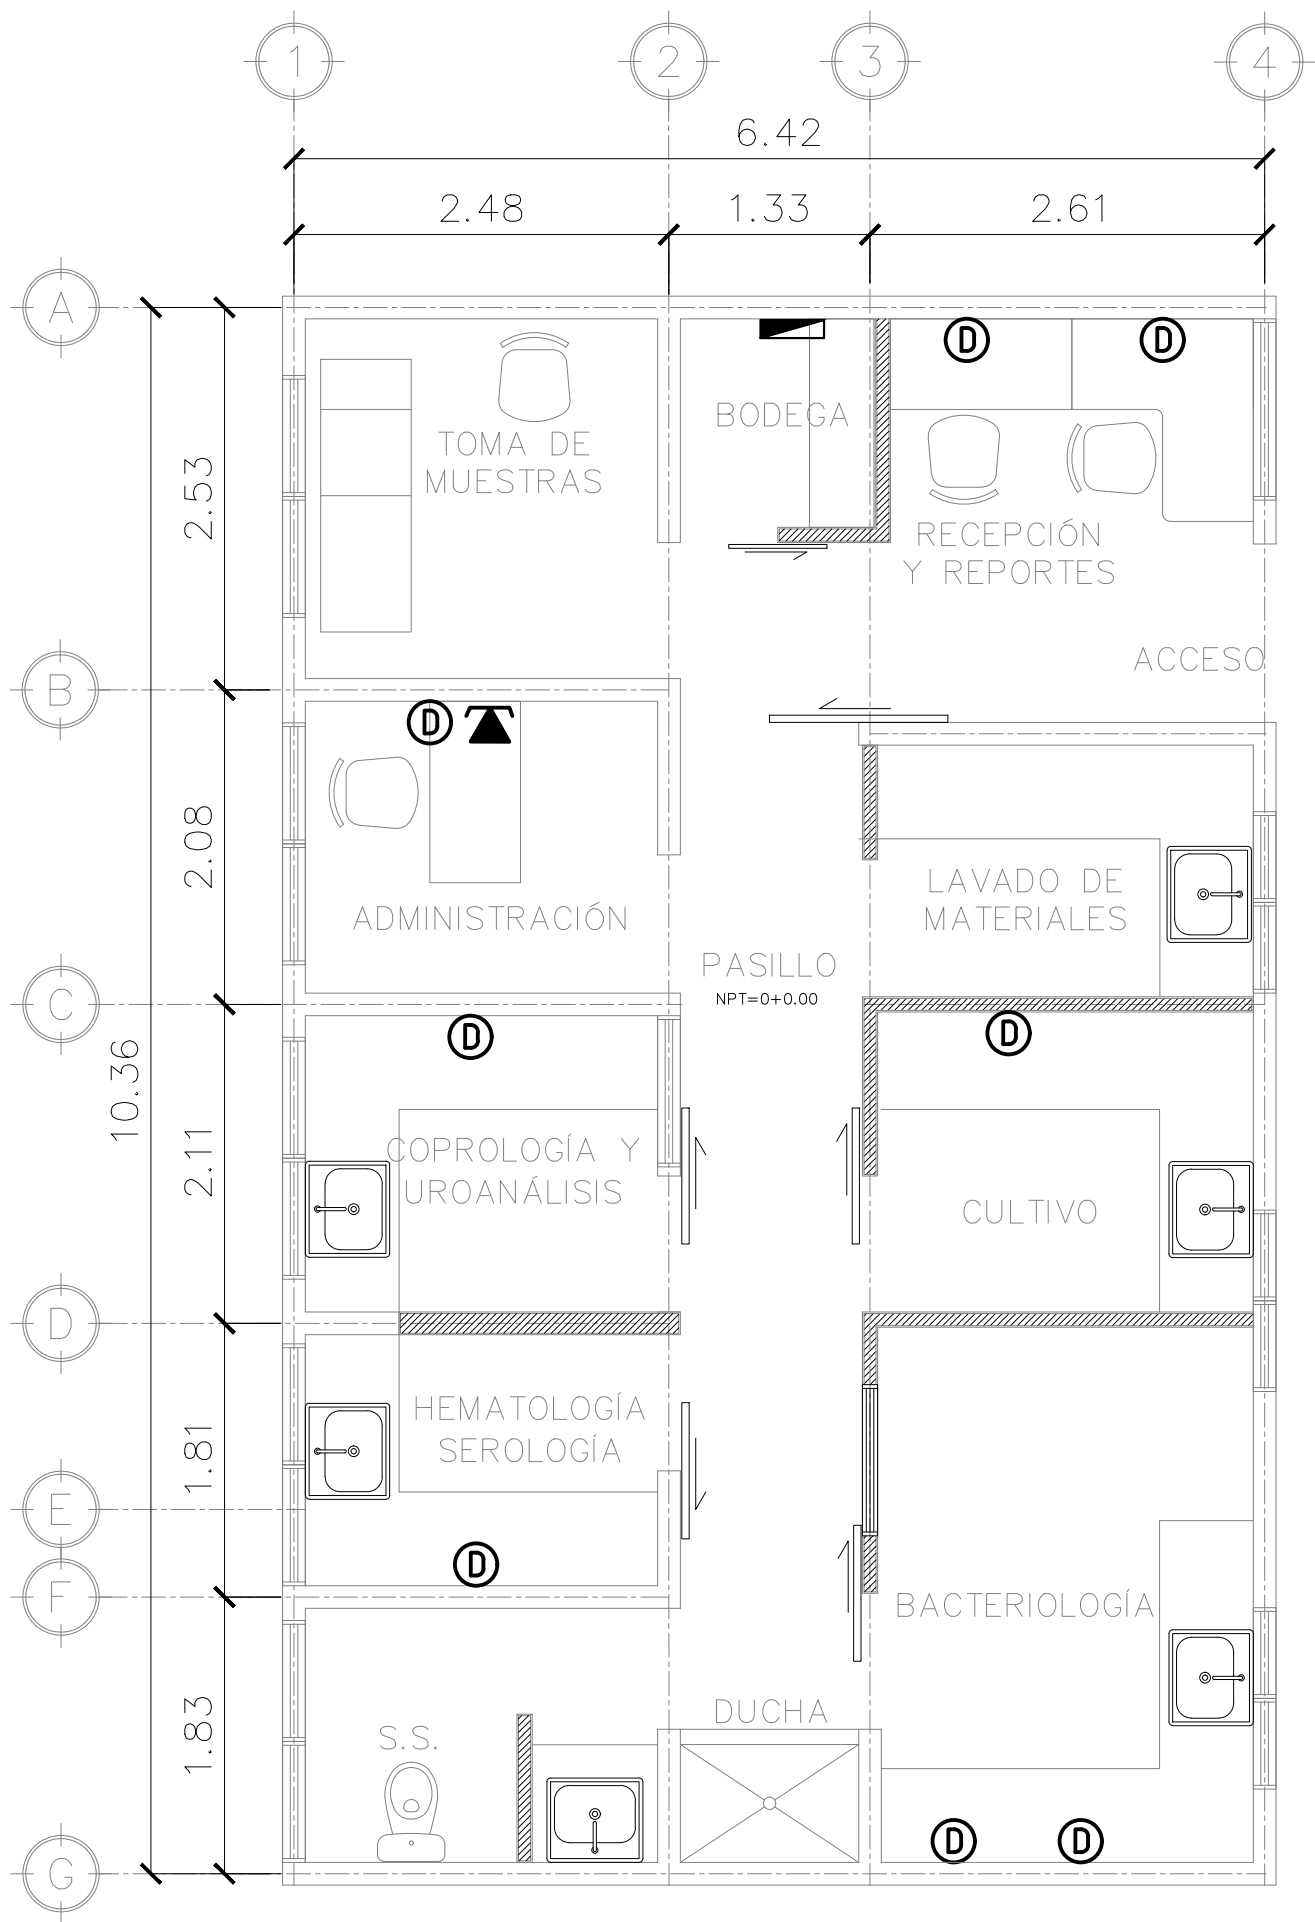 1
2
3
4
6.42
2.48
1.33
2.61
A
D
D
BODEGA
TOMA DE
MUESTRAS
2.53
RECEPCIÓN
Y REPORTES
ACCESO
B
D
2.08
LAVADO DE
MATERIALES
ADMINISTRACIÓN
PASILLO
NPT=0+0.00
C
D
D
10.36
2.11
COPROLOGÍA Y
UROANÁLISIS
CULTIVO
D
HEMATOLOGÍA
SEROLOGÍA
1.81
E
D
F
BACTERIOLOGÍA
DUCHA
1.83
S.S.
D
D
G